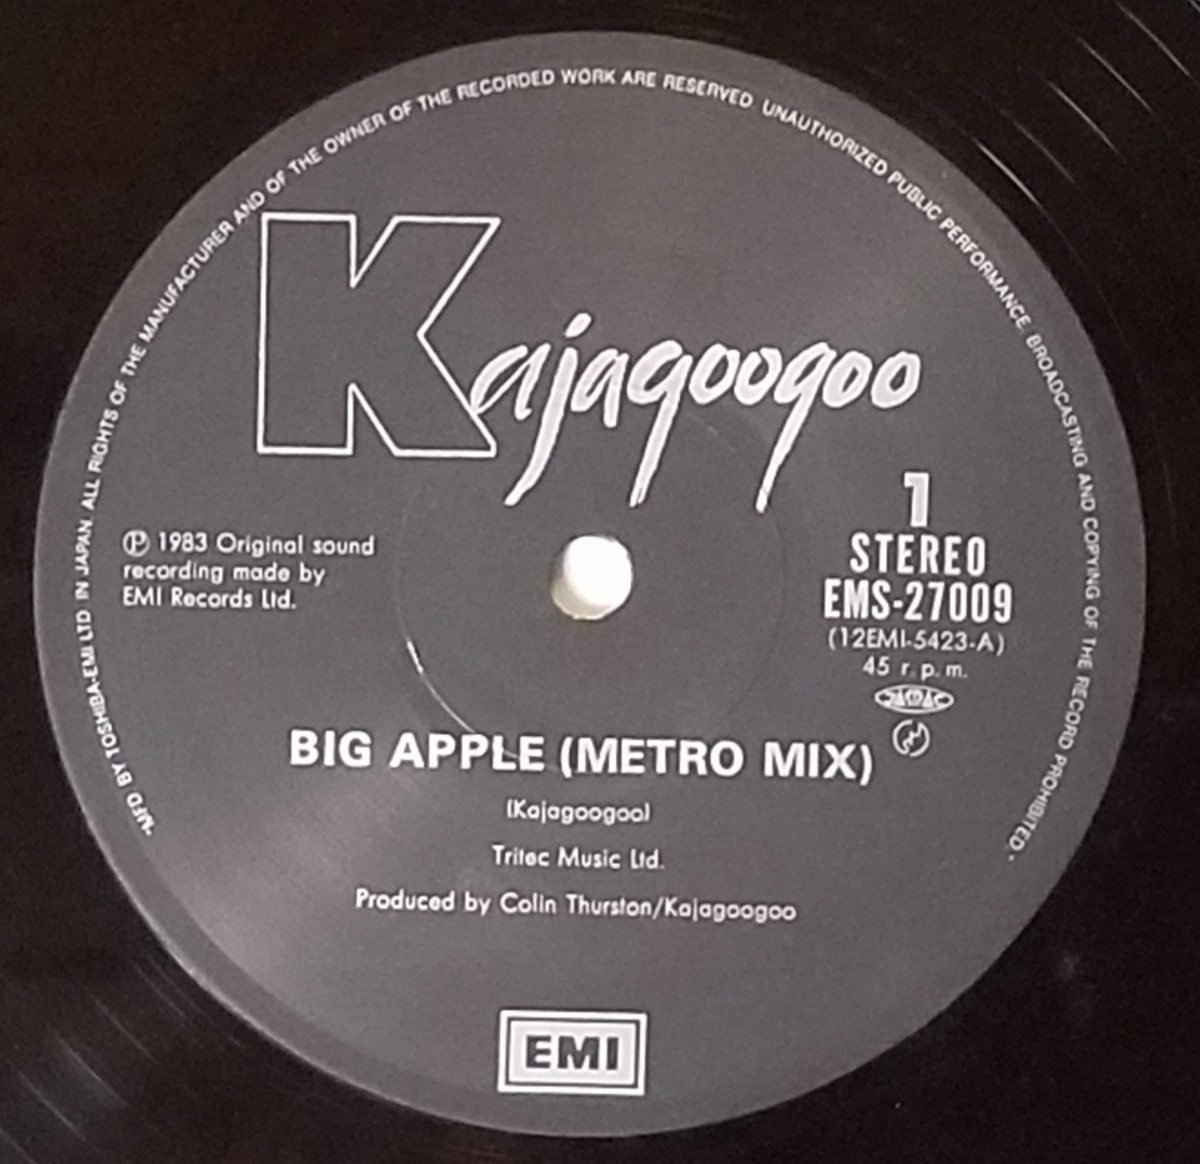 "MFD BY TOSHIBA-EMI LTD IN JAPAN. ALL RIGHTS OF THE MANUFACTURER AND OF THE OWNER OF THE RECORDED WORK ARE RESERVED UNAUTHORIZED PUBLIC PERFORMANCE BROADCASTING AND COPYING OF THE RECORD PROHIBITED."
Kajagoogoo
℗ 1983 Original sound
recording made by
EMI Records Ltd.
1
STEREO
EMS-27009
(12EMI-5423-A)
45 r.p.m.
BIG APPLE (METRO MIX)
(Kajagoogoo)
Tritec Music Ltd.
Produced by Colin Thurston/Kajagoogoo
EMI